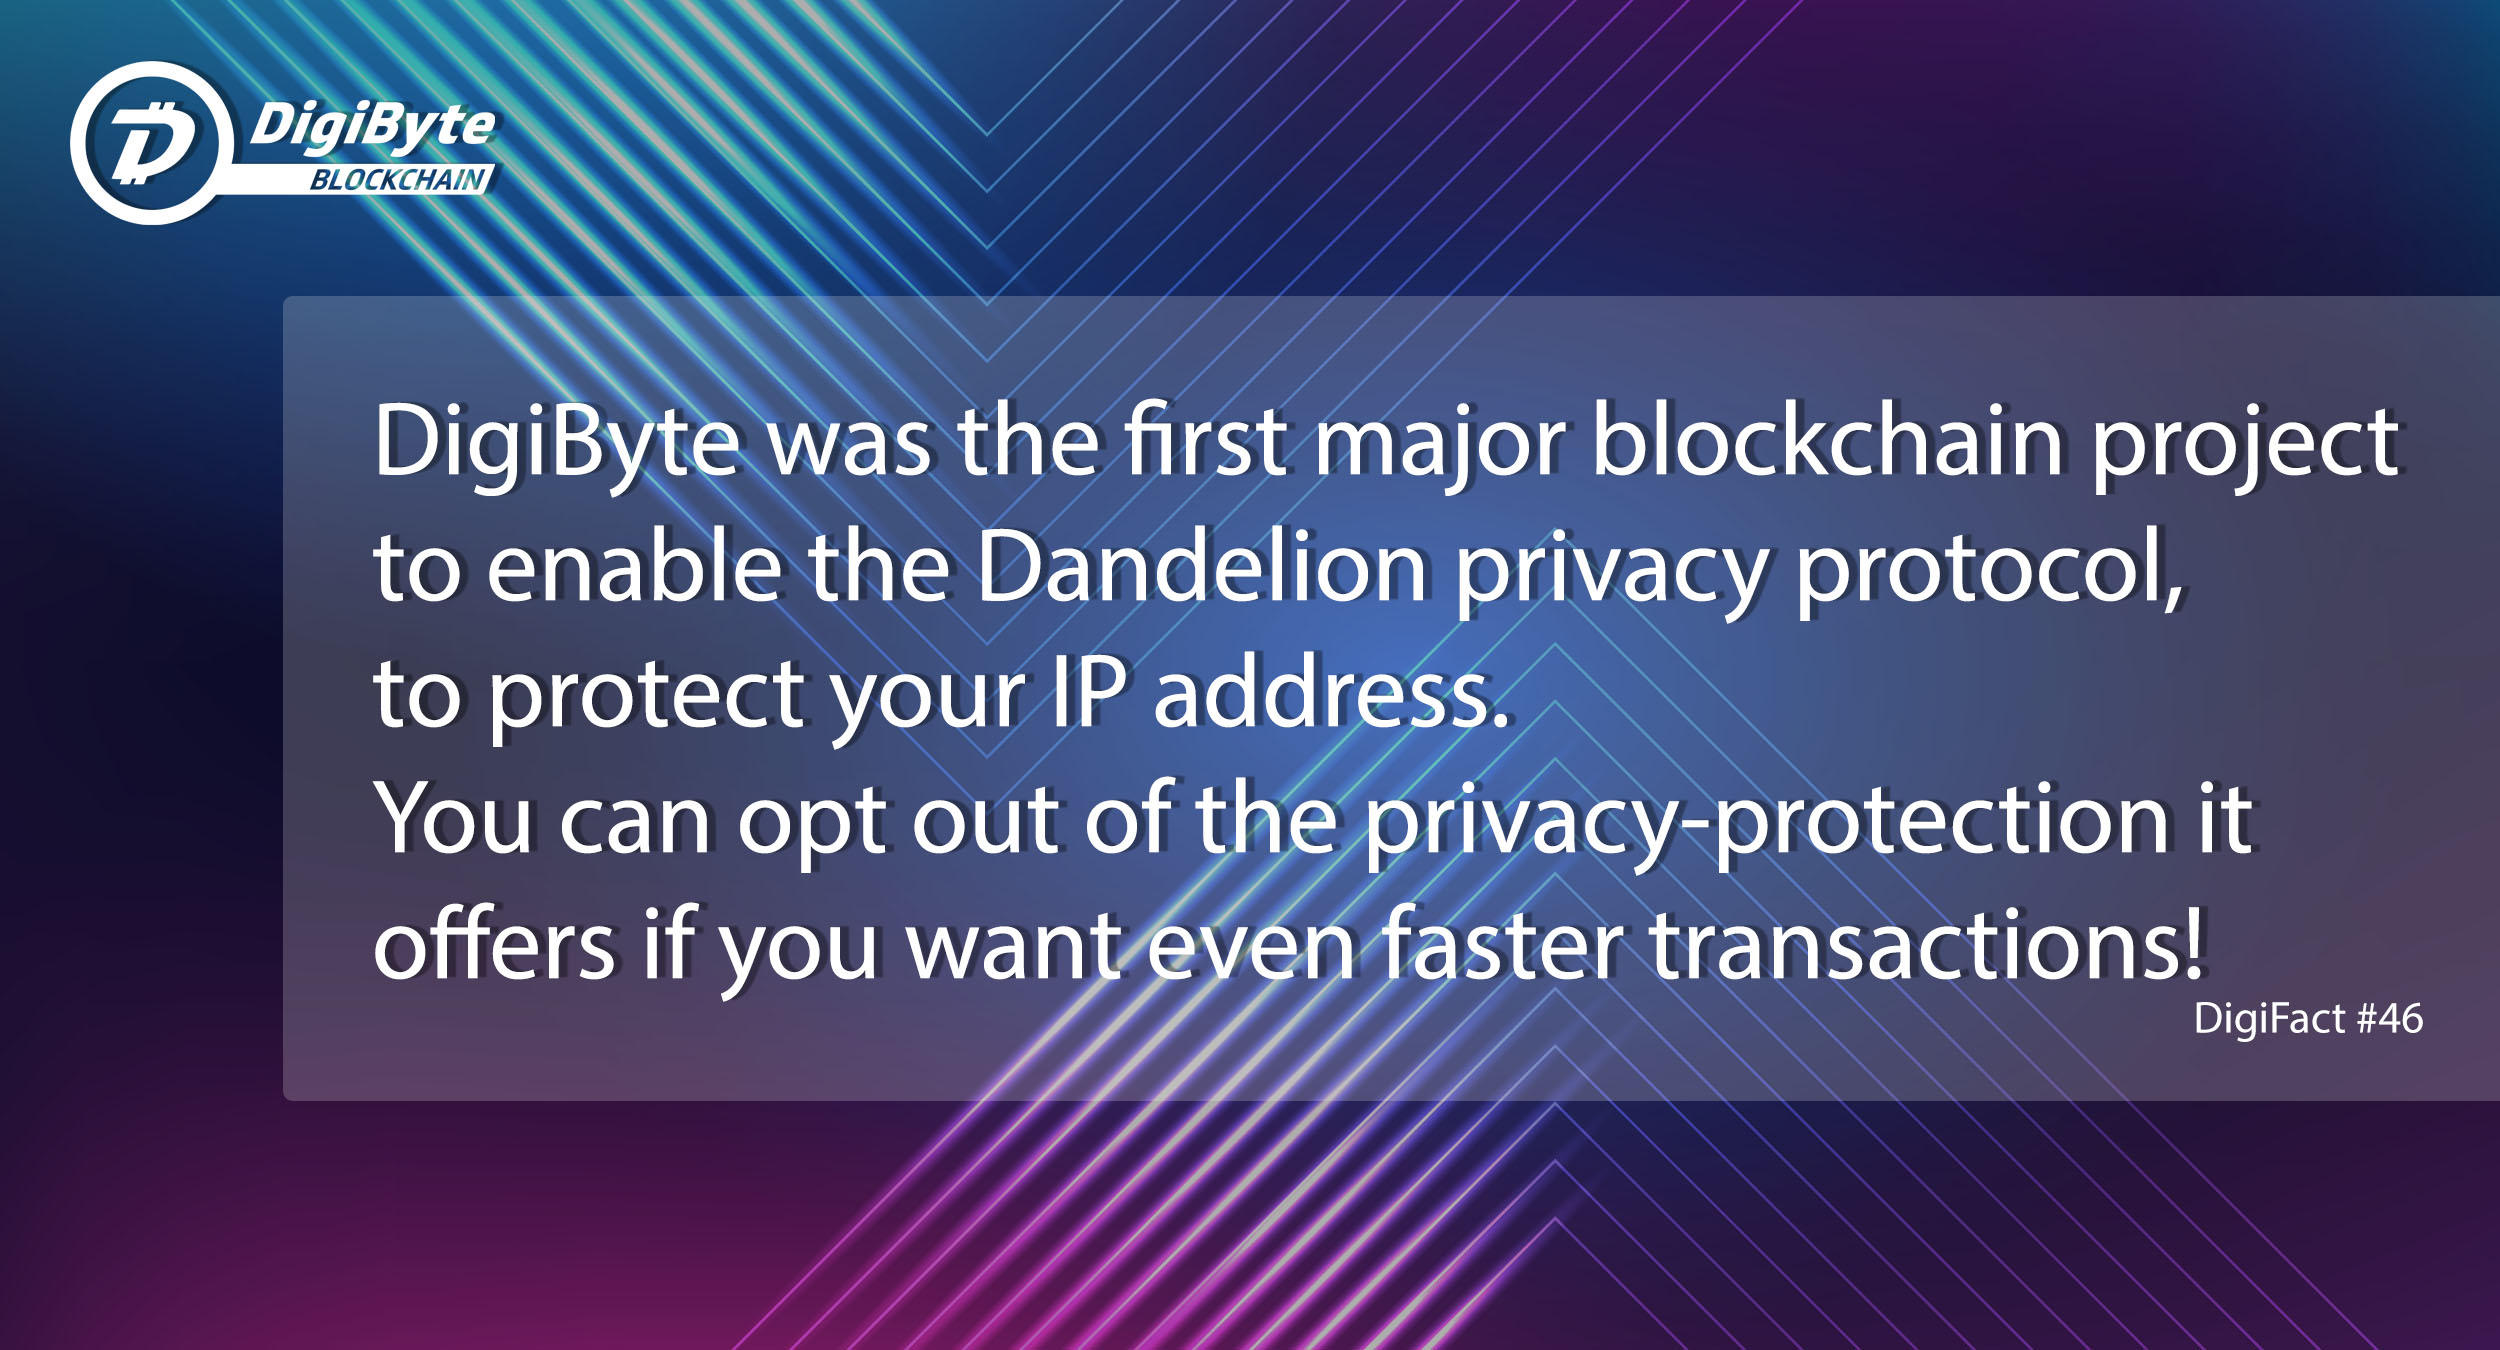 DigiByte
BLOCKCHAIN
DigiByte was the first major blockchain project
to enable the Dandelion privacy protocol,
to protect your IP address.
You can opt out of the privacy-protection it
offers if you want even faster transactions!
DigiFact #46